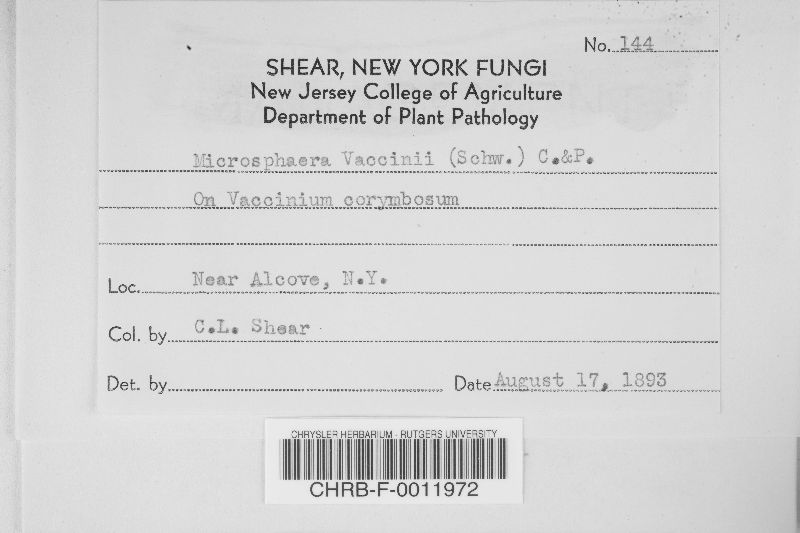 No. 144
SHEAR, NEW YORK FUNGI
New Jersey College of Agriculture
Department of Plant Pathology
Microsphaera Vaccinii (Schw.) C.&P.
On Vaccinium corymbosum
Loc. Near Alcove, N.Y.
Col. by C.L. Shear
Det. by
Date August 17, 1893
CHRYSLER HERBARIUM - RUTGERS UNIVERSITY
CHRB-F-0011972